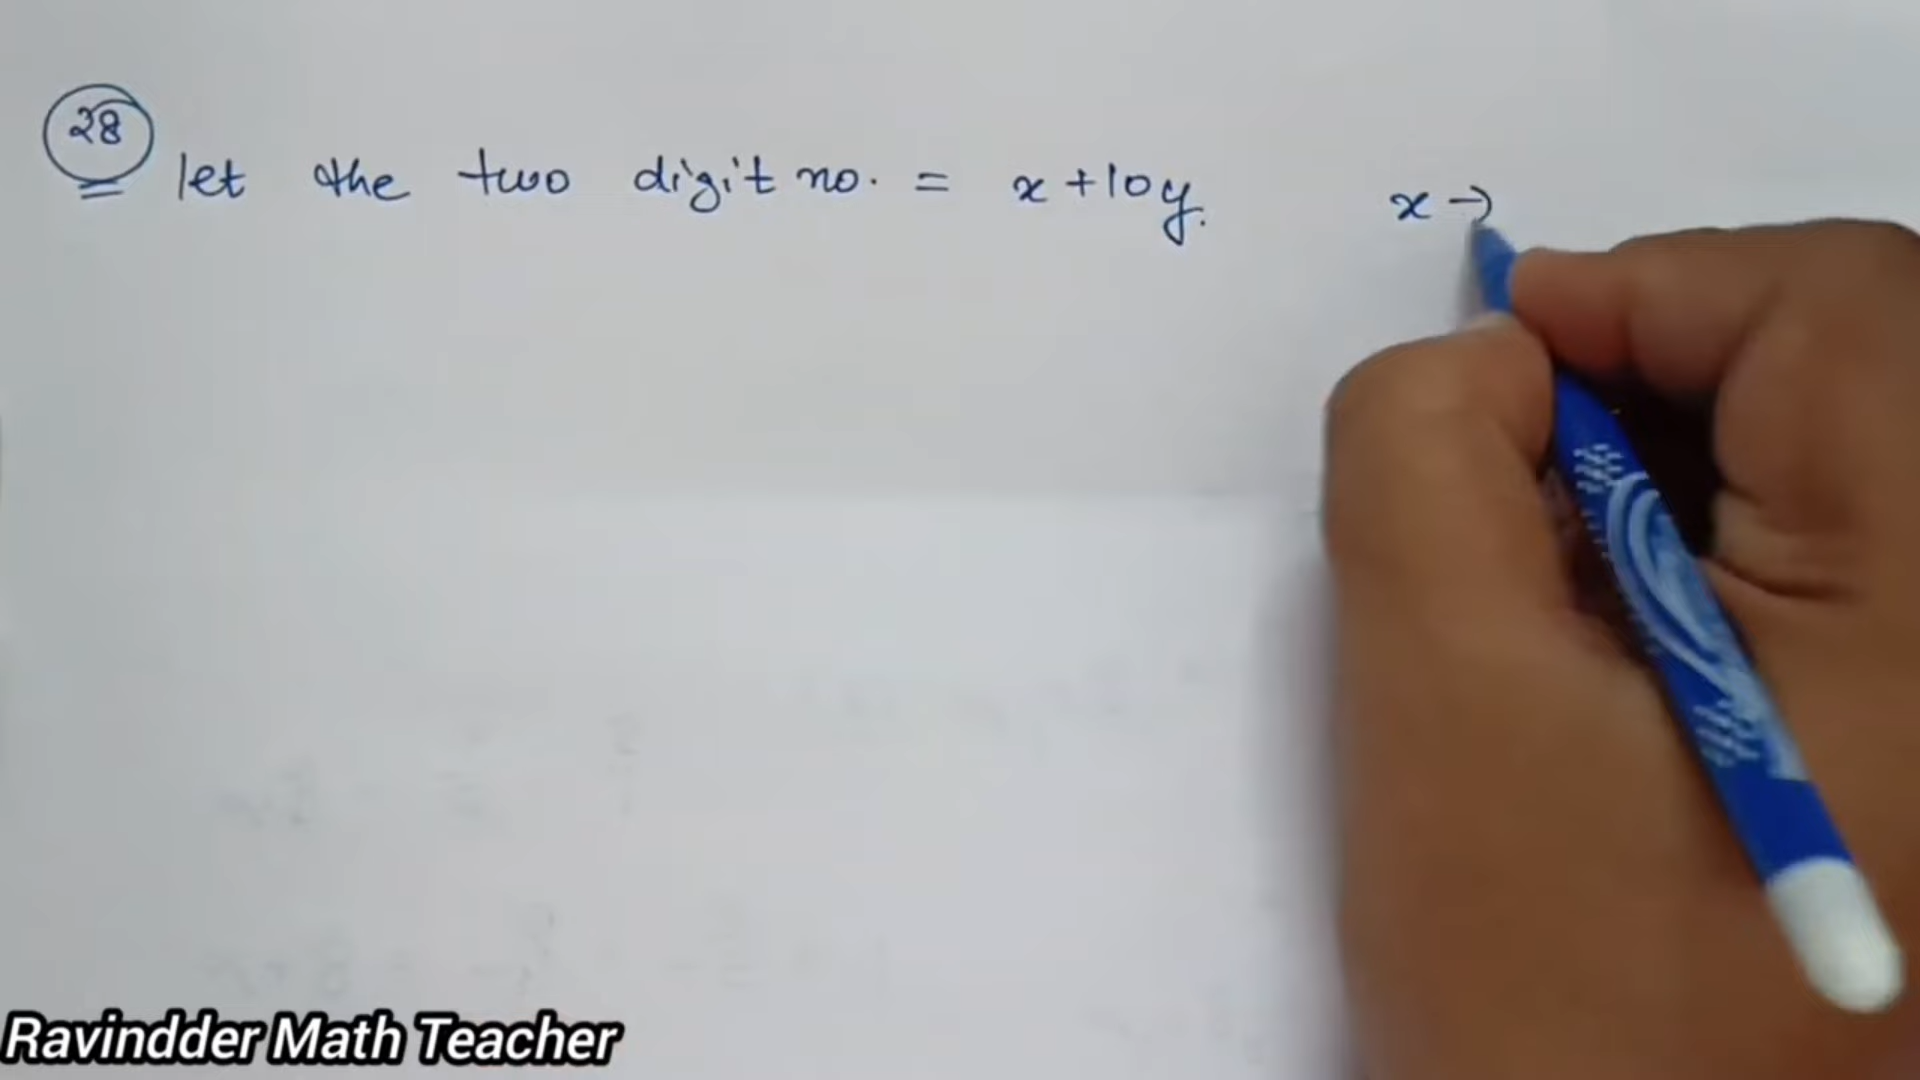 28
let the two digit no. = x + 10y. x →
Ravindder Math Teacher